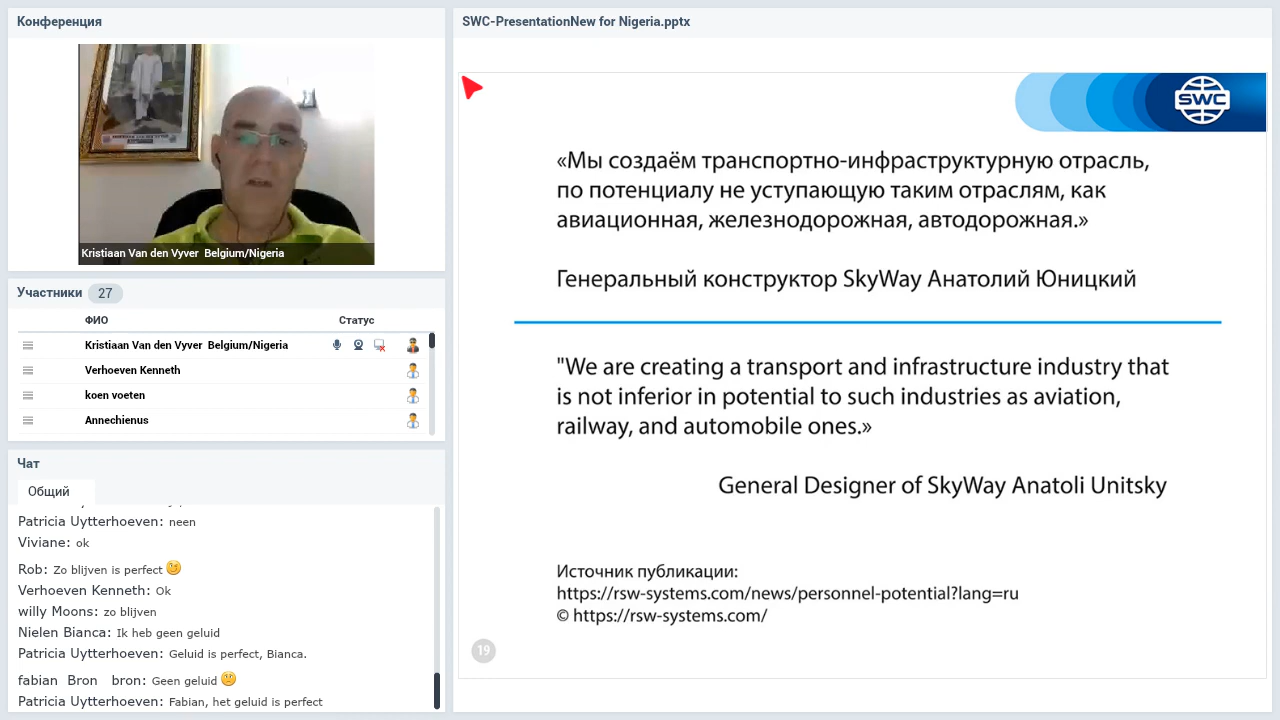 Конференция
Kristiaan Van den Vyver Belgium/Nigeria
Участники 27
ФИО Статус
Kristiaan Van den Vyver Belgium/Nigeria
Verhoeven Kenneth
koen voeten
Annechienus
Чат
Общий
Patricia Uytterhoeven: neen
Viviane: ok
Rob: Zo blijven is perfect
Verhoeven Kenneth: Ok
willy Moons: zo blijven
Nielen Bianca: Ik heb geen geluid
Patricia Uytterhoeven: Geluid is perfect, Bianca.
fabian Bron bron: Geen geluid
Patricia Uytterhoeven: Fabian, het geluid is perfect
SWC-PresentationNew for Nigeria.pptx
SWC
«Мы создаём транспортно-инфраструктурную отрасль,
по потенциалу не уступающую таким отраслям, как
авиационная, железнодорожная, автодорожная.»
Генеральный конструктор SkyWay Анатолий Юницкий
"We are creating a transport and infrastructure industry that
is not inferior in potential to such industries as aviation,
railway, and automobile ones.»
General Designer of SkyWay Anatoli Unitsky
Источник публикации:
https://rsw-systems.com/news/personnel-potential?lang=ru
© https://rsw-systems.com/
19